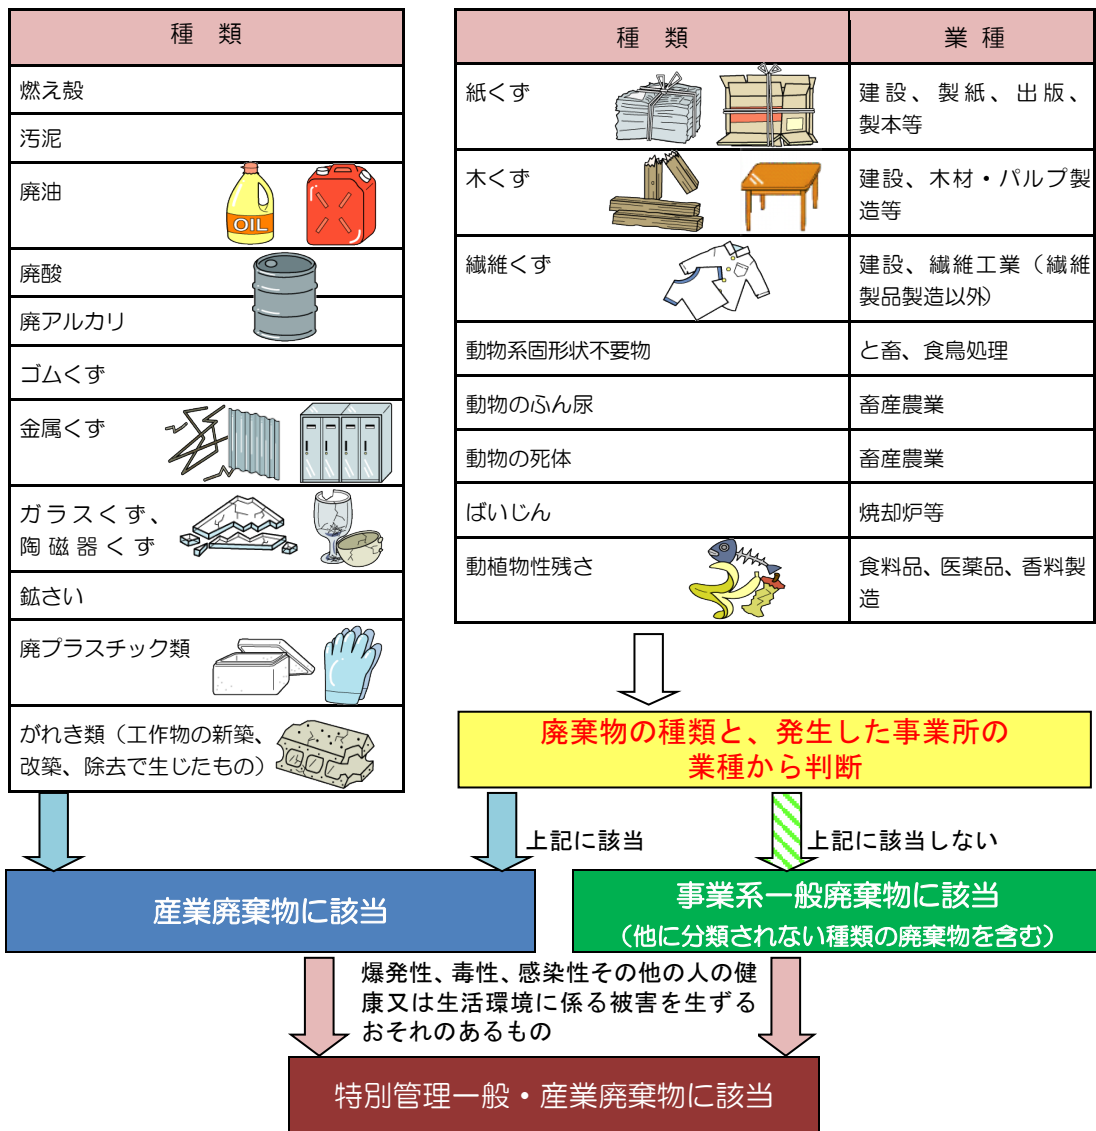 種 類
燃え殻
汚泥
廃油
OIL
廃酸
廃アルカリ
ゴムくず
金属くず
ガラスくず、
陶磁器くず
鉱さい
廃プラスチック類
がれき類（工作物の新築、
改築、除去で生じたもの）
種 類
業 種
紙くず
建設、製紙、出版、
製本等
木くず
建設、木材・パルプ製
造等
繊維くず
建設、繊維工業（繊維
製品製造以外）
動物系固形状不要物
と畜、食鳥処理
動物のふん尿
畜産農業
動物の死体
畜産農業
ばいじん
焼却炉等
動植物性残さ
食料品、医薬品、香料製
造
廃棄物の種類と、発生した事業所の
業種から判断
上記に該当
上記に該当しない
産業廃棄物に該当
事業系一般廃棄物に該当
（他に分類されない種類の廃棄物を含む）
爆発性、毒性、感染性その他の人の健
康又は生活環境に係る被害を生ずる
おそれのあるもの
特別管理一般・産業廃棄物に該当